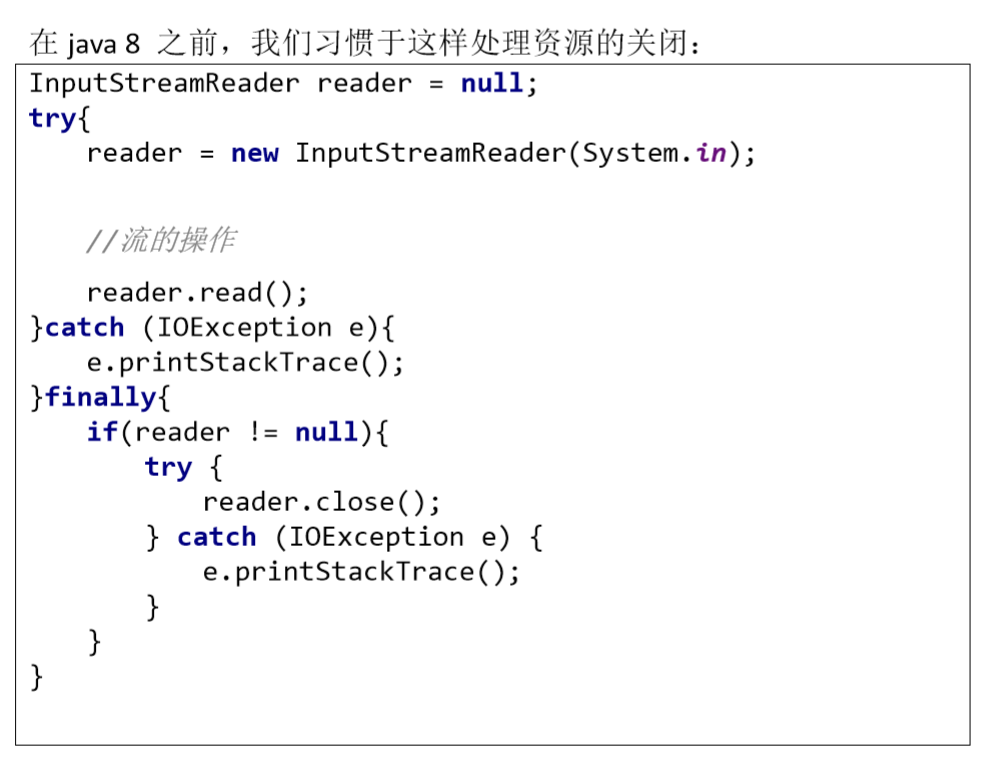 在 java 8 之前，我们习惯于这样处理资源的关闭：
InputStreamReader reader = null;
try{
    reader = new InputStreamReader(System.in);
    //流的操作
    reader.read();
}catch (IOException e){
    e.printStackTrace();
}finally{
    if(reader != null){
        try {
            reader.close();
        } catch (IOException e) {
            e.printStackTrace();
        }
    }
}